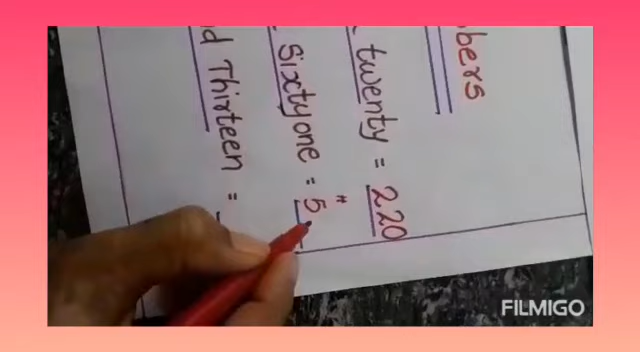 bers
twenty = 220
Sixtyone = 5
d Thirteen =
FILMIGO